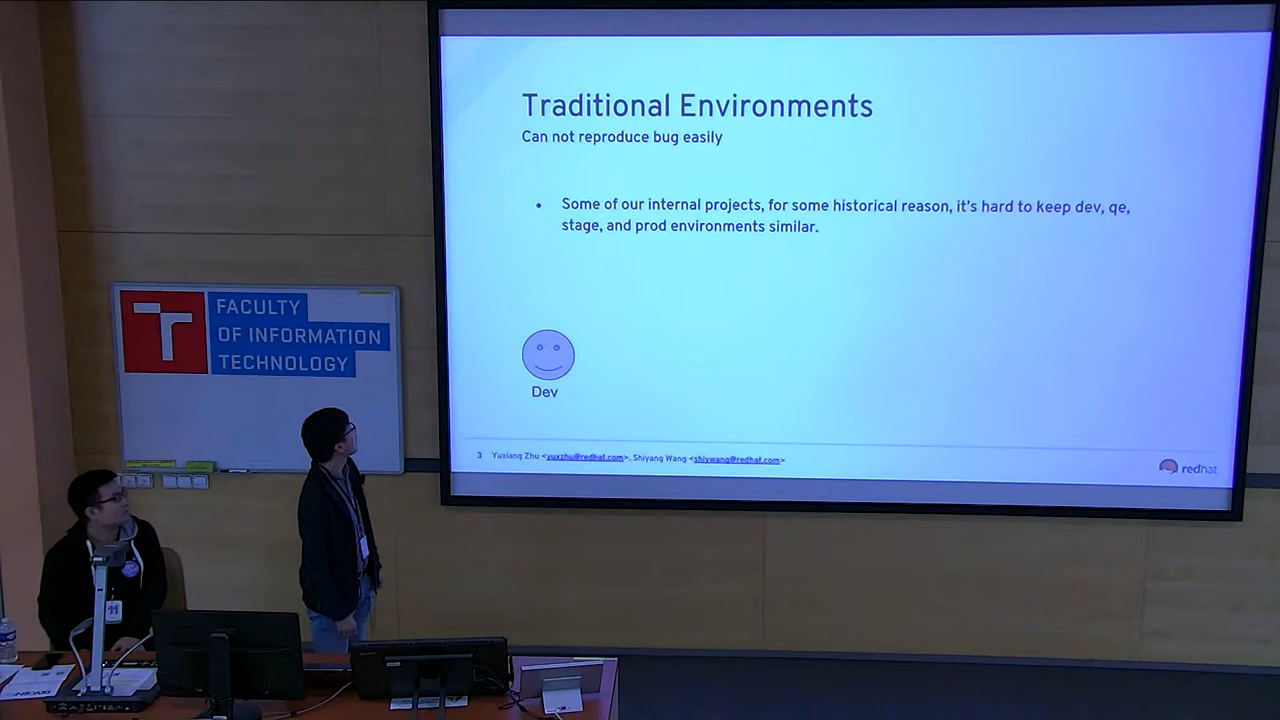 Traditional Environments
Can not reproduce bug easily
• Some of our internal projects, for some historical reason, it's hard to keep dev, qe,
stage, and prod environments similar.
Dev
3 Yuxiang Zhu <yuxzhu@redhat.com>, Shiyang Wang <shiywang@redhat.com>
redhat
FACULTY
OF INFORMATION
TECHNOLOGY